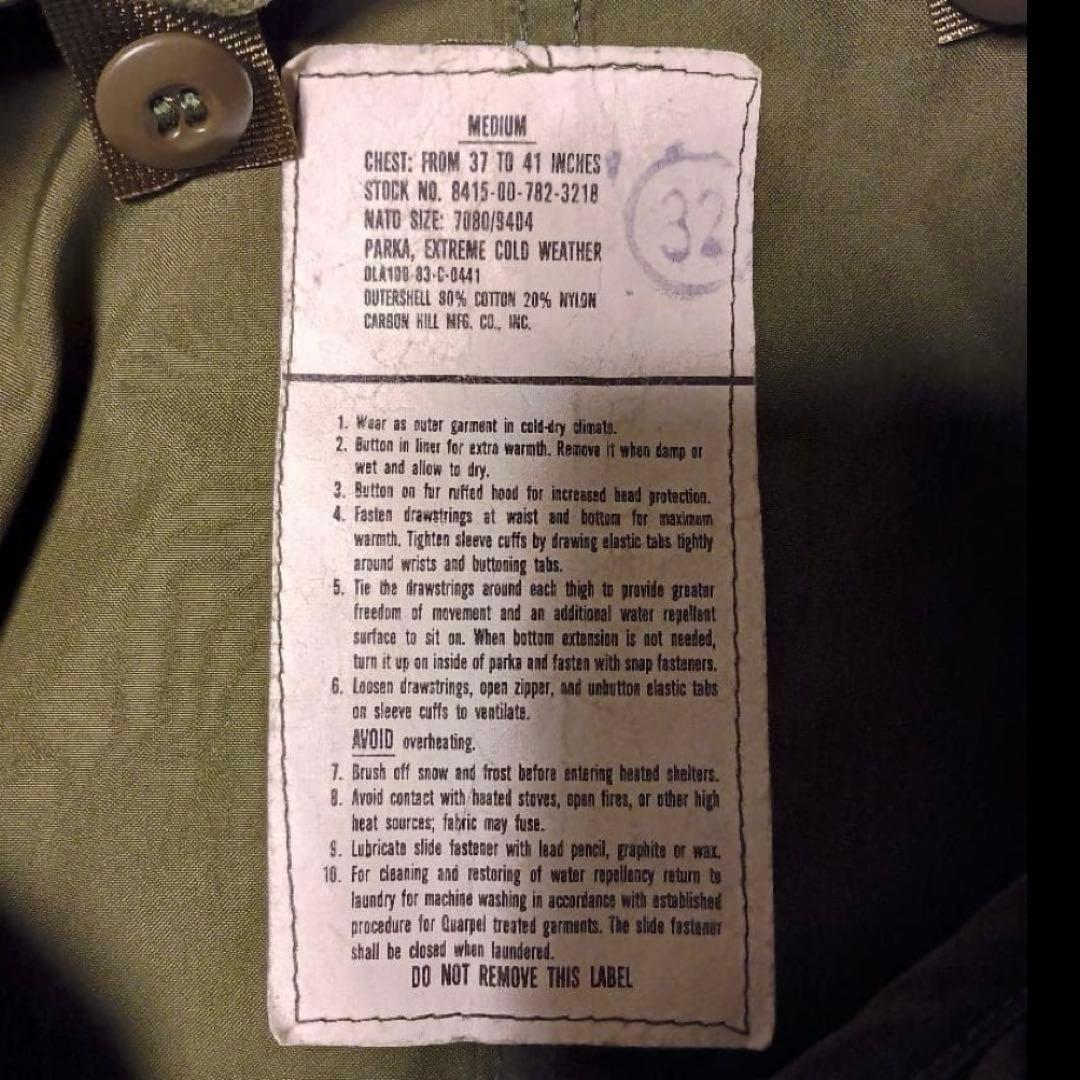 MEDIUM
CHEST: FROM 37 TO 41 INCHES
STOCK NO. 8415-00-782-3218
NATO SIZE: 7080/9404
PARKA, EXTREME COLD WEATHER
DLA100-83-C-0441
OUTERSHELL 80% COTTON 20% NYLON
CARBON HILL MFG. CO., INC.
32
1. Wear as outer garment in cold-dry climate.
2. Button in liner for extra warmth. Remove it when damp or
wet and allow to dry.
3. Button on fur ruffed hood for increased head protection.
4. Fasten drawstrings at waist and bottom for maximum
warmth. Tighten sleeve cuffs by drawing elastic tabs tightly
around wrists and buttoning tabs.
5. Tie the drawstrings around each thigh to provide greater
freedom of movement and an additional water repellent
surface to sit on. When bottom extension is not needed,
turn it up on inside of parka and fasten with snap fasteners.
6. Loosen drawstrings, open zipper, and unbutton elastic tabs
on sleeve cuffs to ventilate.
AVOID overheating.
7. Brush off snow and frost before entering heated shelters.
8. Avoid contact with heated stoves, open fires, or other high
heat sources; fabric may fuse.
9. Lubricate slide fastener with lead pencil, graphite or wax.
10. For cleaning and restoring of water repellency return to
laundry for machine washing in accordance with established
procedure for Quarpel treated garments. The slide fastener
shall be closed when laundered.
DO NOT REMOVE THIS LABEL